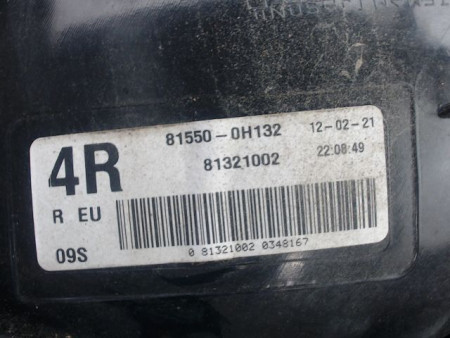 81550-0H132 12-02-21
4R 81321002 22:08:49
R EU
09S
0 81321002 0348167